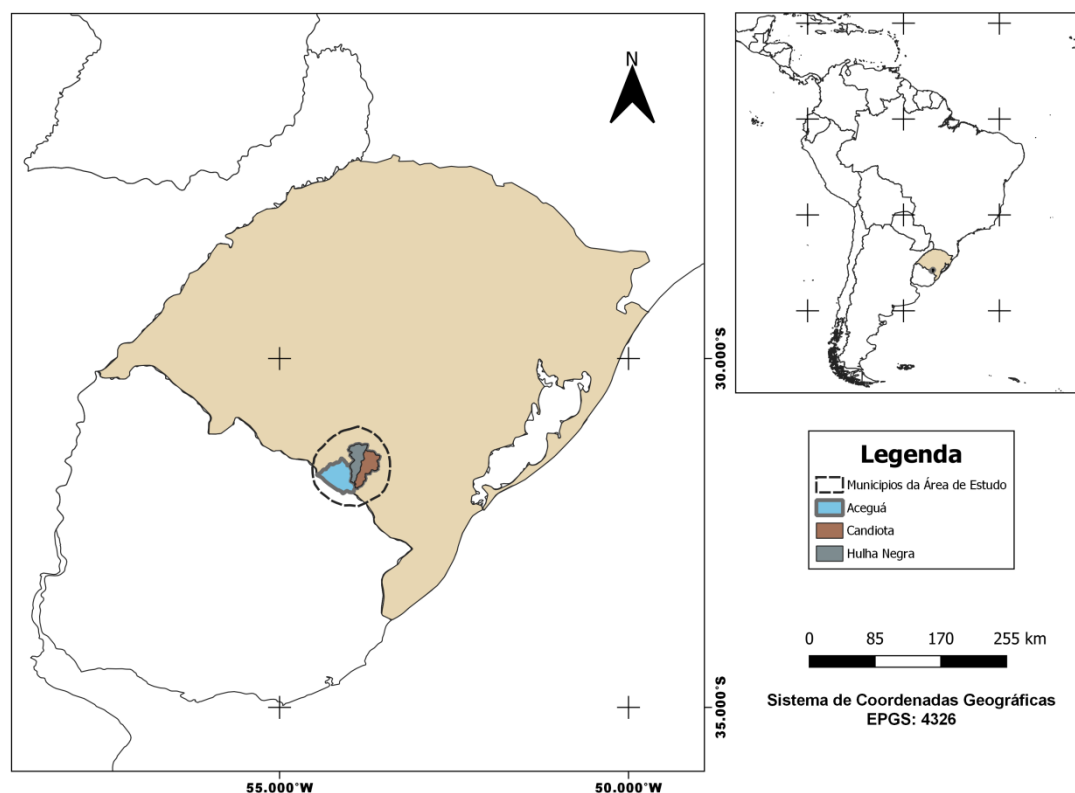 N
30.000°S
35.000°S
55.000°W
50.000°W
Legenda
Municipios da Área de Estudo
Aceguá
Candiota
Hulha Negra
0 85 170 255 km
Sistema de Coordenadas Geográficas
EPGS: 4326